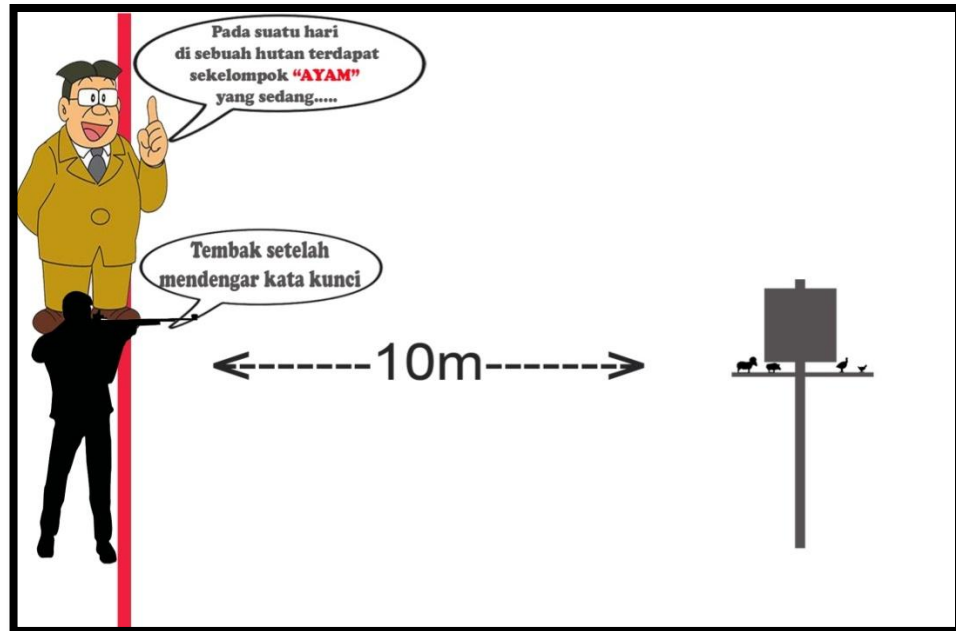 Pada suatu hari
di sebuah hutan terdapat
sekelompok “AYAM”
yang sedang.....
Tembak setelah
mendengar kata kunci
<-------10m------->